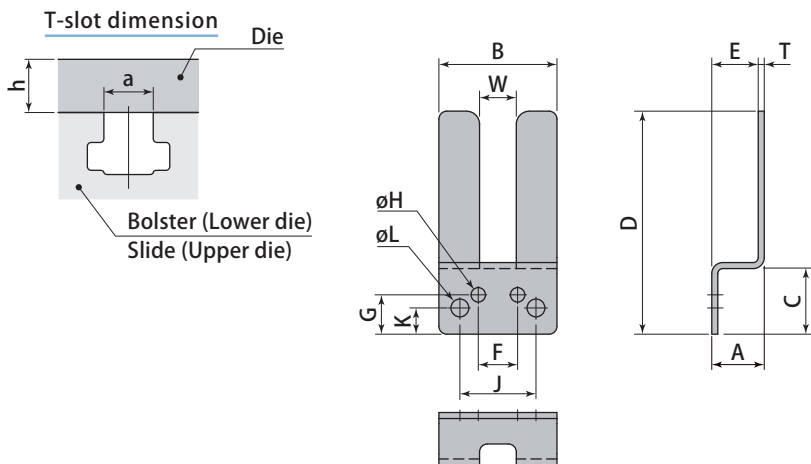 T-slot dimension
Die
h
a
Bolster (Lower die)
Slide (Upper die)
B
W
E
T
øH
øL
D
G
K
F
J
C
A